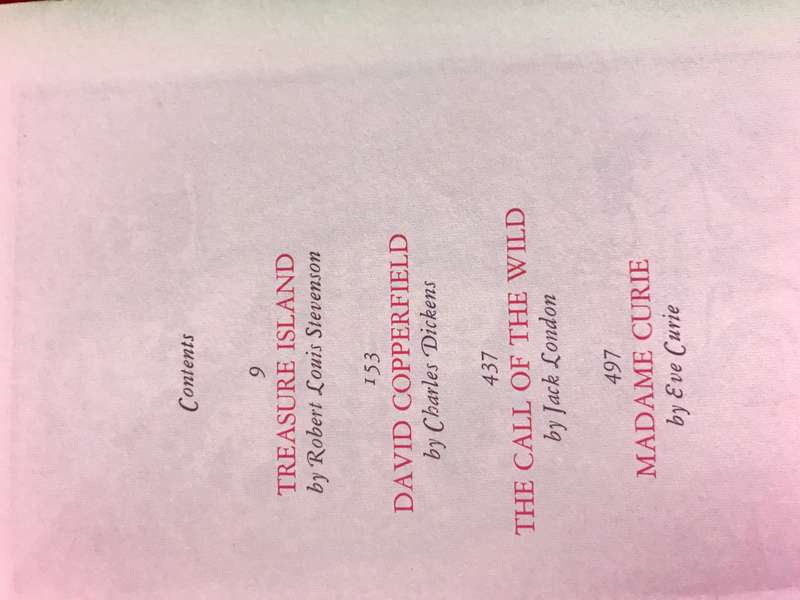 Contents
9
TREASURE ISLAND
by Robert Louis Stevenson
153
DAVID COPPERFIELD
by Charles Dickens
437
THE CALL OF THE WILD
by Jack London
497
MADAME CURIE
by Eve Curie